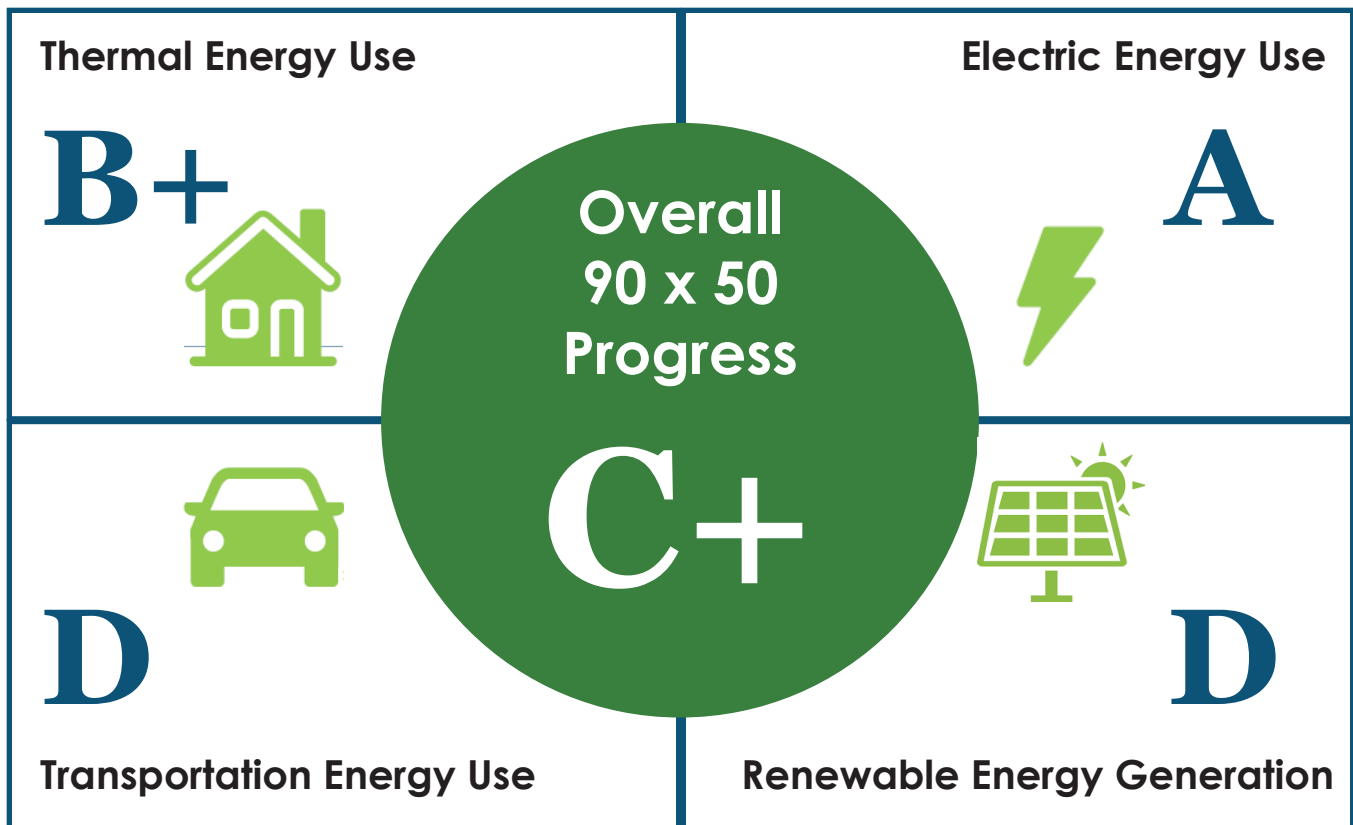 Thermal Energy Use
B+
Electric Energy Use
A
Overall
90 x 50
Progress
C+
D
Transportation Energy Use
D
Renewable Energy Generation